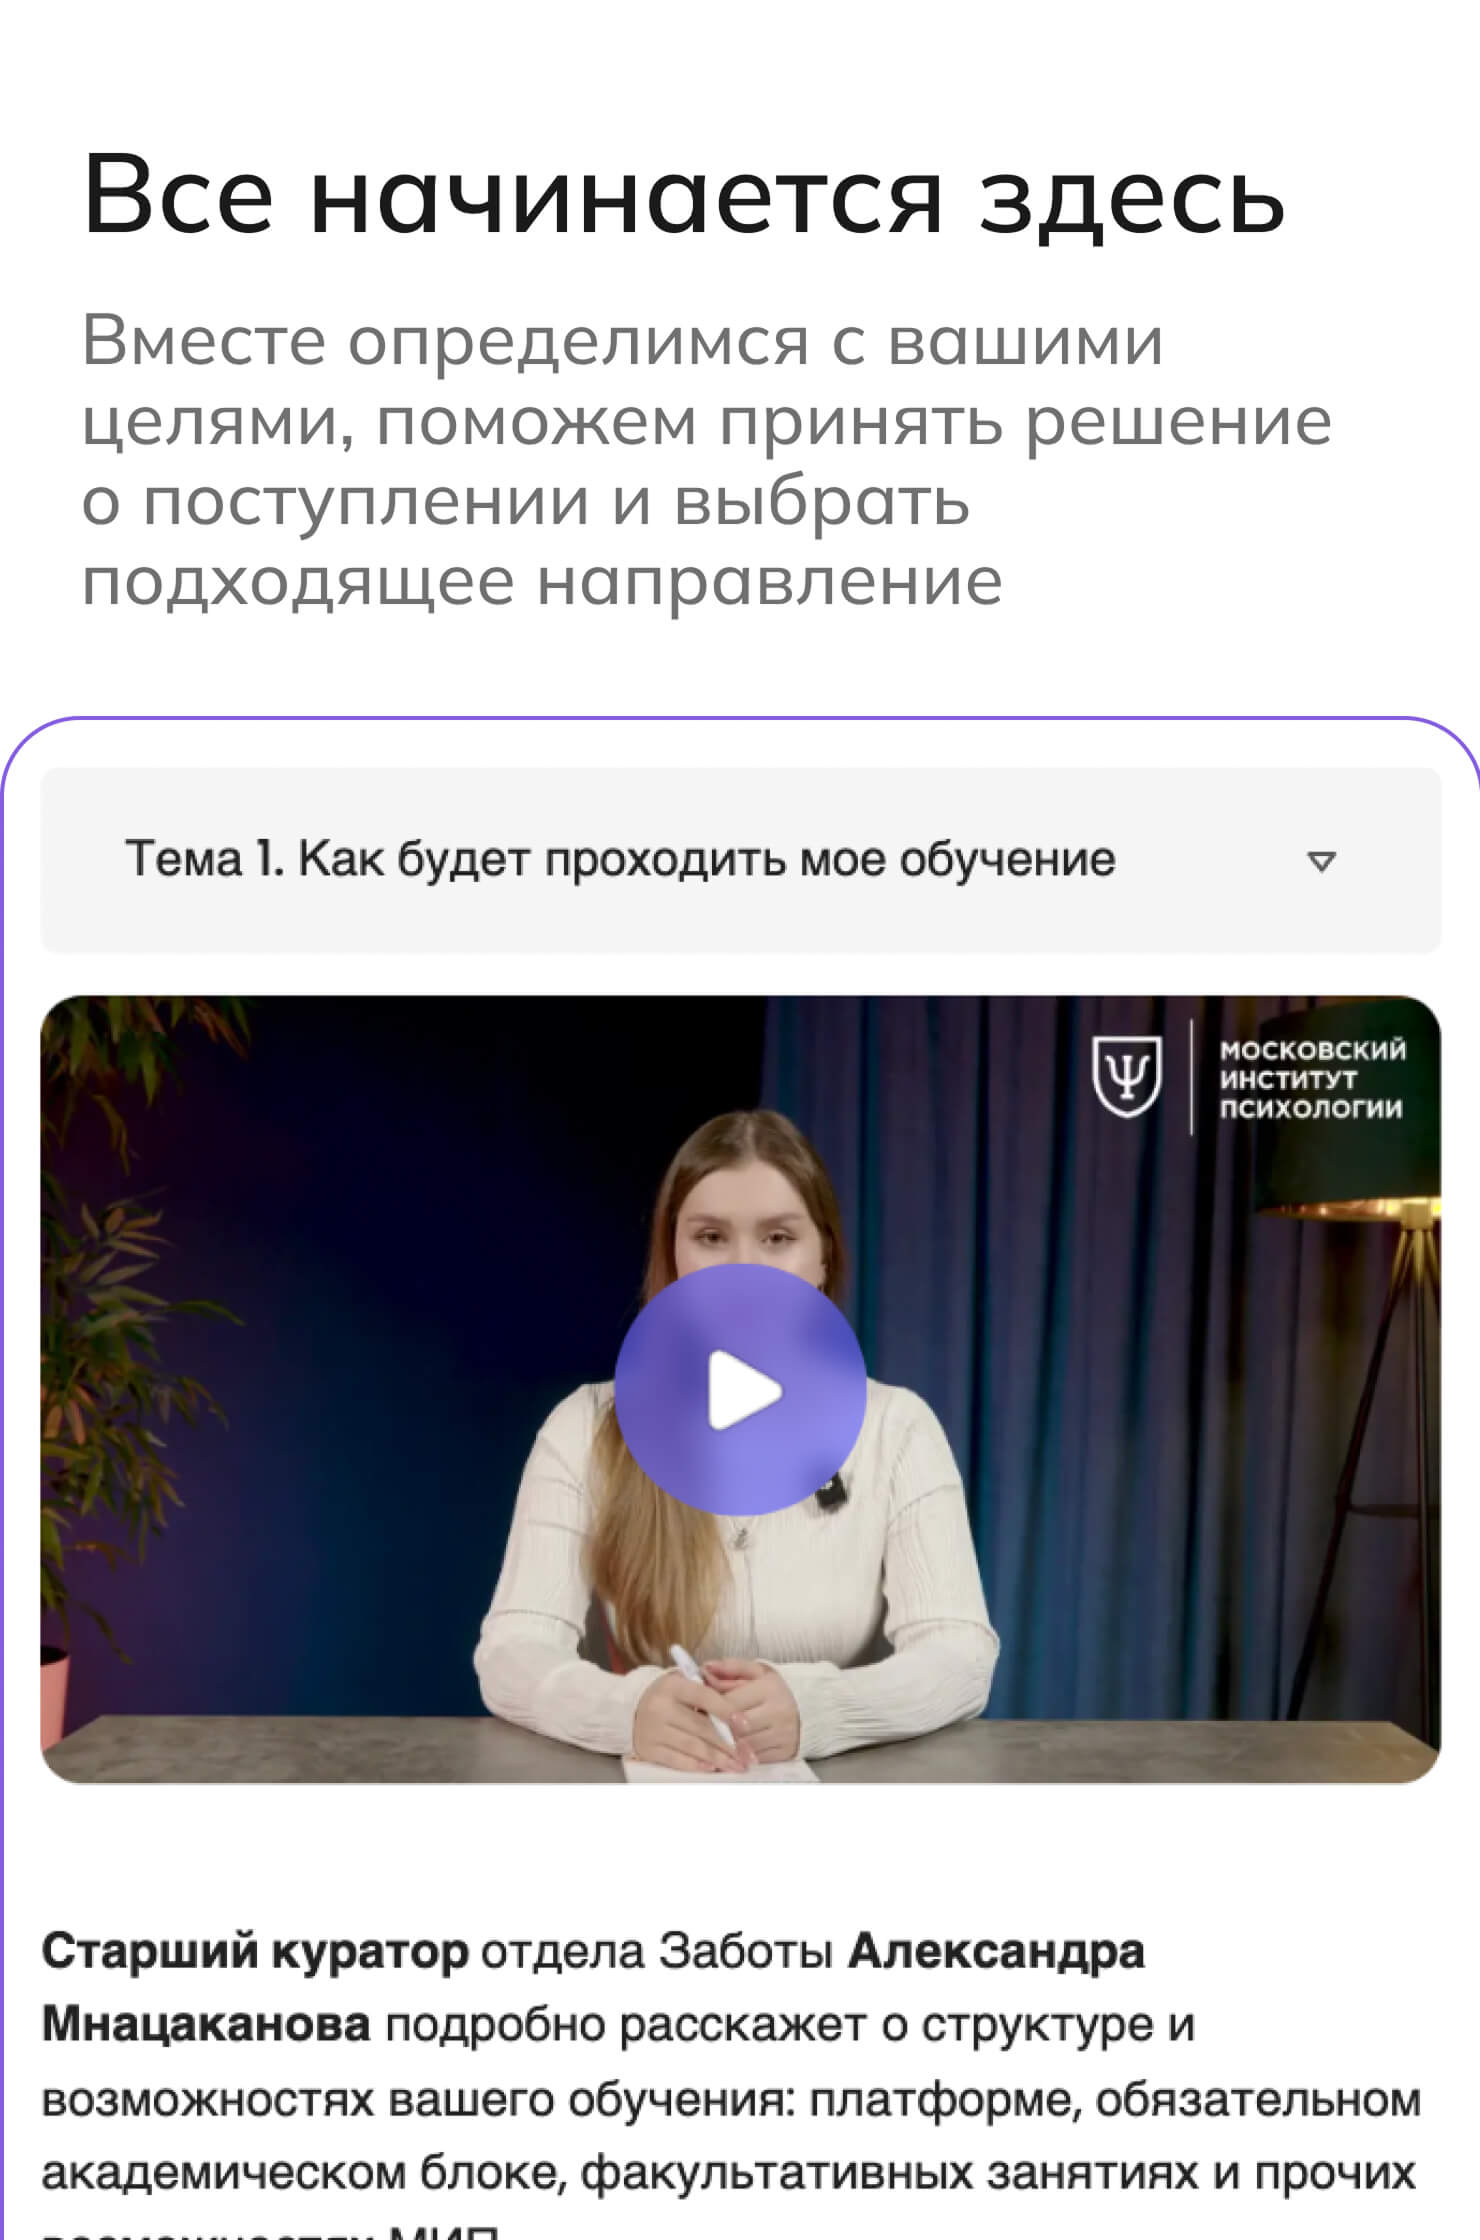 Все начинается здесь
Вместе определимся с вашими
целями, поможем принять решение
о поступлении и выбрать
подходящее направление
Тема 1. Как будет проходить мое обучение
МОСКОВСКИЙ
ИНСТИТУТ
ПСИХОЛОГИИ
Старший куратор отдела Заботы Александра
Мнацаканова подробно расскажет о структуре и
возможностях вашего обучения: платформе, обязательном
академическом блоке, факультативных занятиях и прочих
возможностях МИП